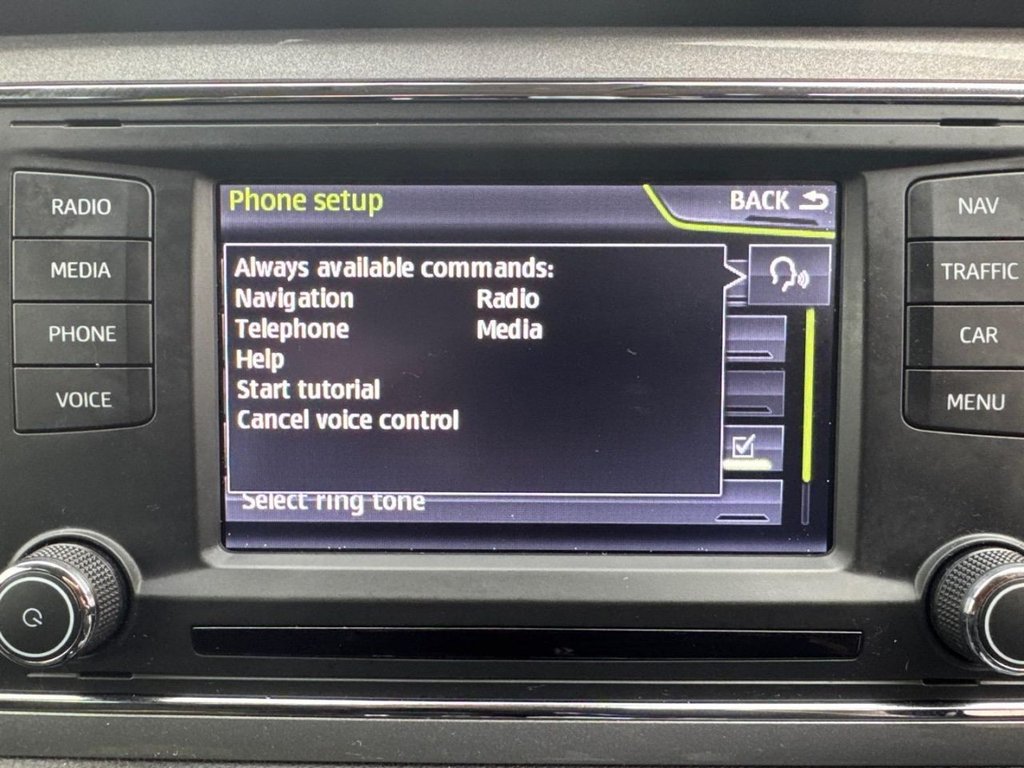 Phone setup
BACK
Always available commands:
Navigation Radio
Telephone Media
Help
Start tutorial
Cancel voice control
Select ring tone
RADIO
MEDIA
PHONE
VOICE
NAV
TRAFFIC
CAR
MENU